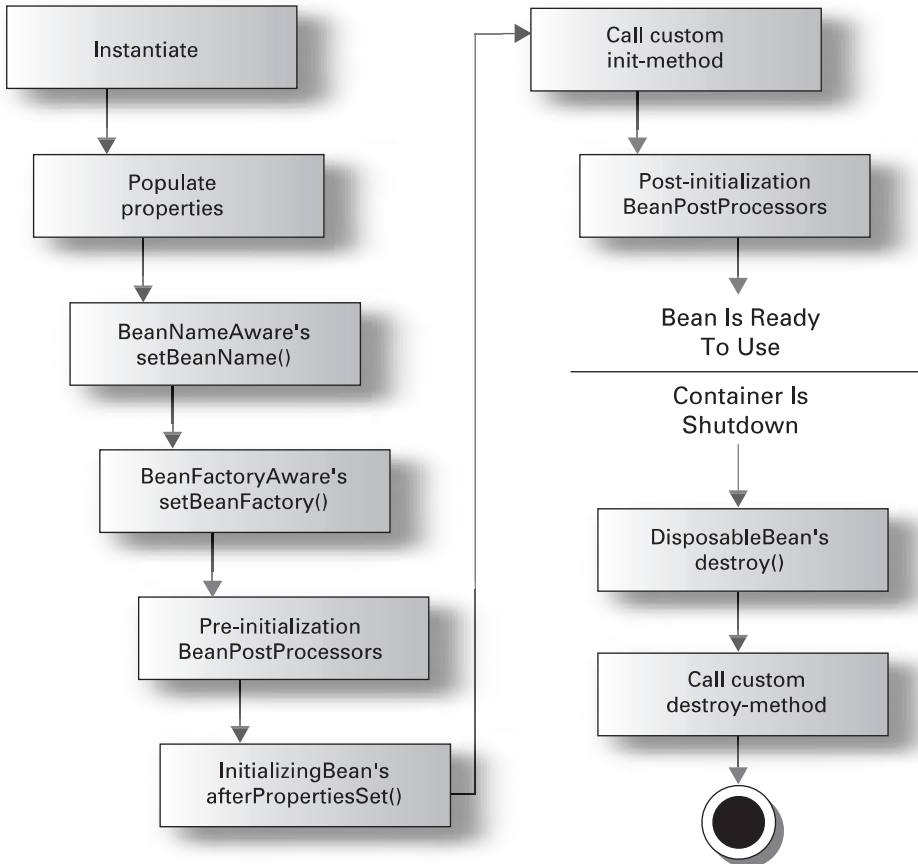 Instantiate
Populate
properties
BeanNameAware's
setBeanName()
BeanFactoryAware's
setBeanFactory()
Pre-initialization
BeanPostProcessors
InitializingBean's
afterPropertiesSet()
Call custom
init-method
Post-initialization
BeanPostProcessors
Bean Is Ready
To Use
Container Is
Shutdown
DisposableBean's
destroy()
Call custom
destroy-method